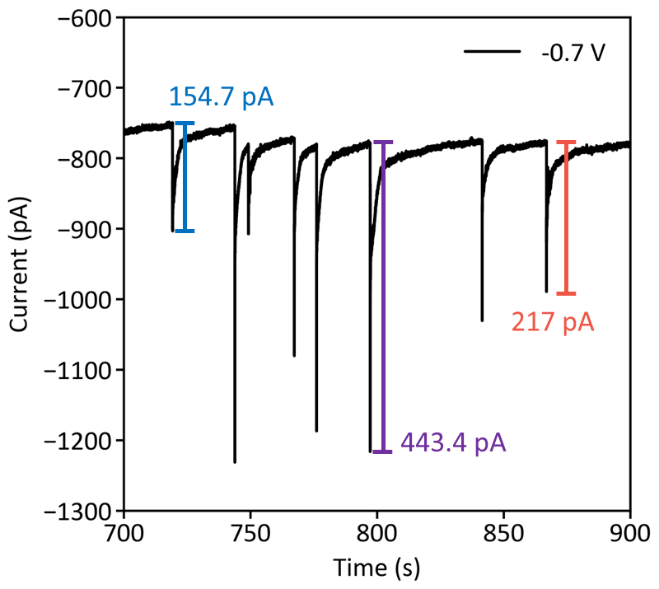 −600
−700
−800
−900
−1000
−1100
−1200
−1300
Current (pA)
-0.7 V
154.7 pA
217 pA
443.4 pA
700 750 800 850 900
Time (s)